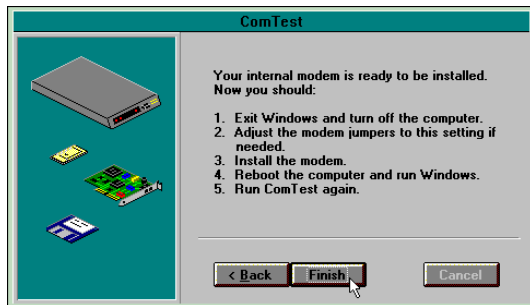 ComTest
Your internal modem is ready to be installed.
Now you should:
1. Exit Windows and turn off the computer.
2. Adjust the modem jumpers to this setting if
needed.
3. Install the modem.
4. Reboot the computer and run Windows.
5. Run ComTest again.
< Back
Finish
Cancel